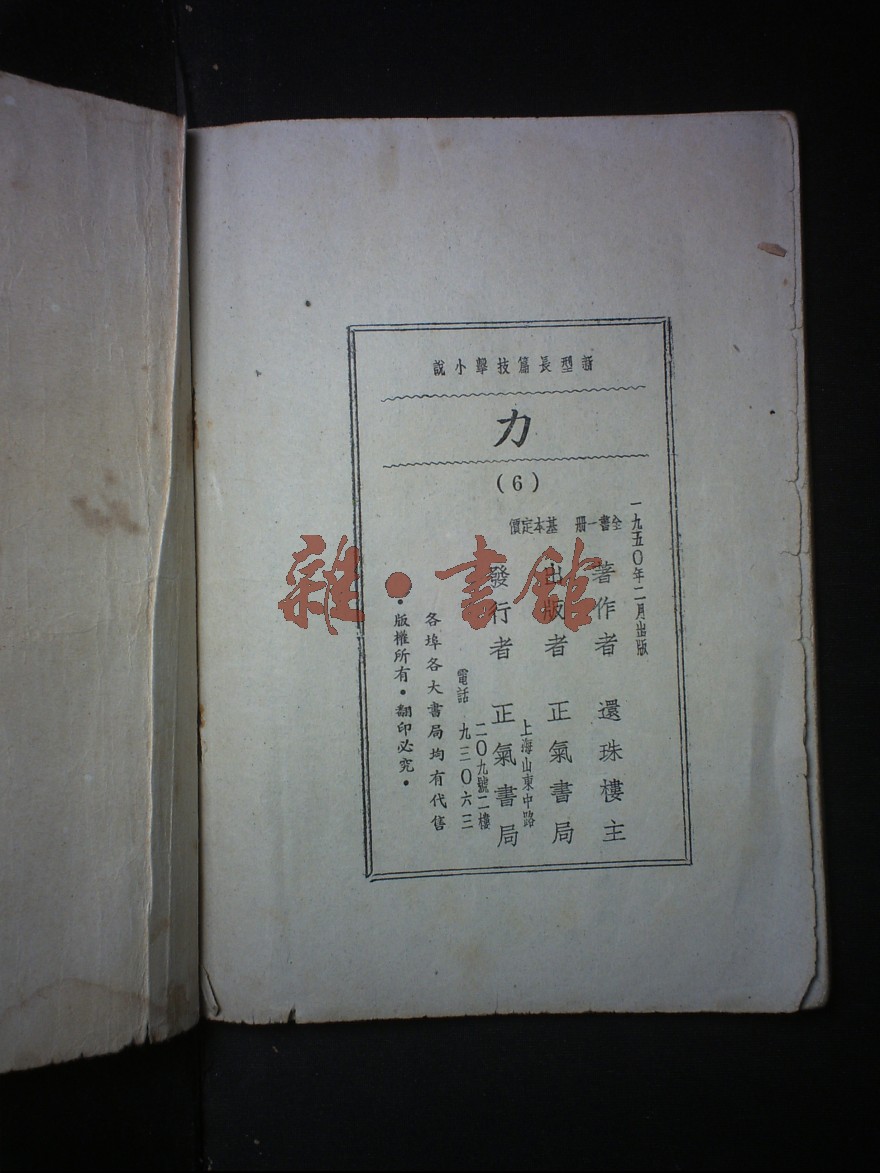 新型長篇技擊小說
力
(6)
全書一冊 基本定價
一九五〇年二月出版
著作者 還珠樓主
出版者 正氣書局
上海山東中路
發行者 正氣書局
二〇九號二樓
電話 九三〇六三
各埠各大書局均有代售
•版權所有•翻印必究•
雜•書館